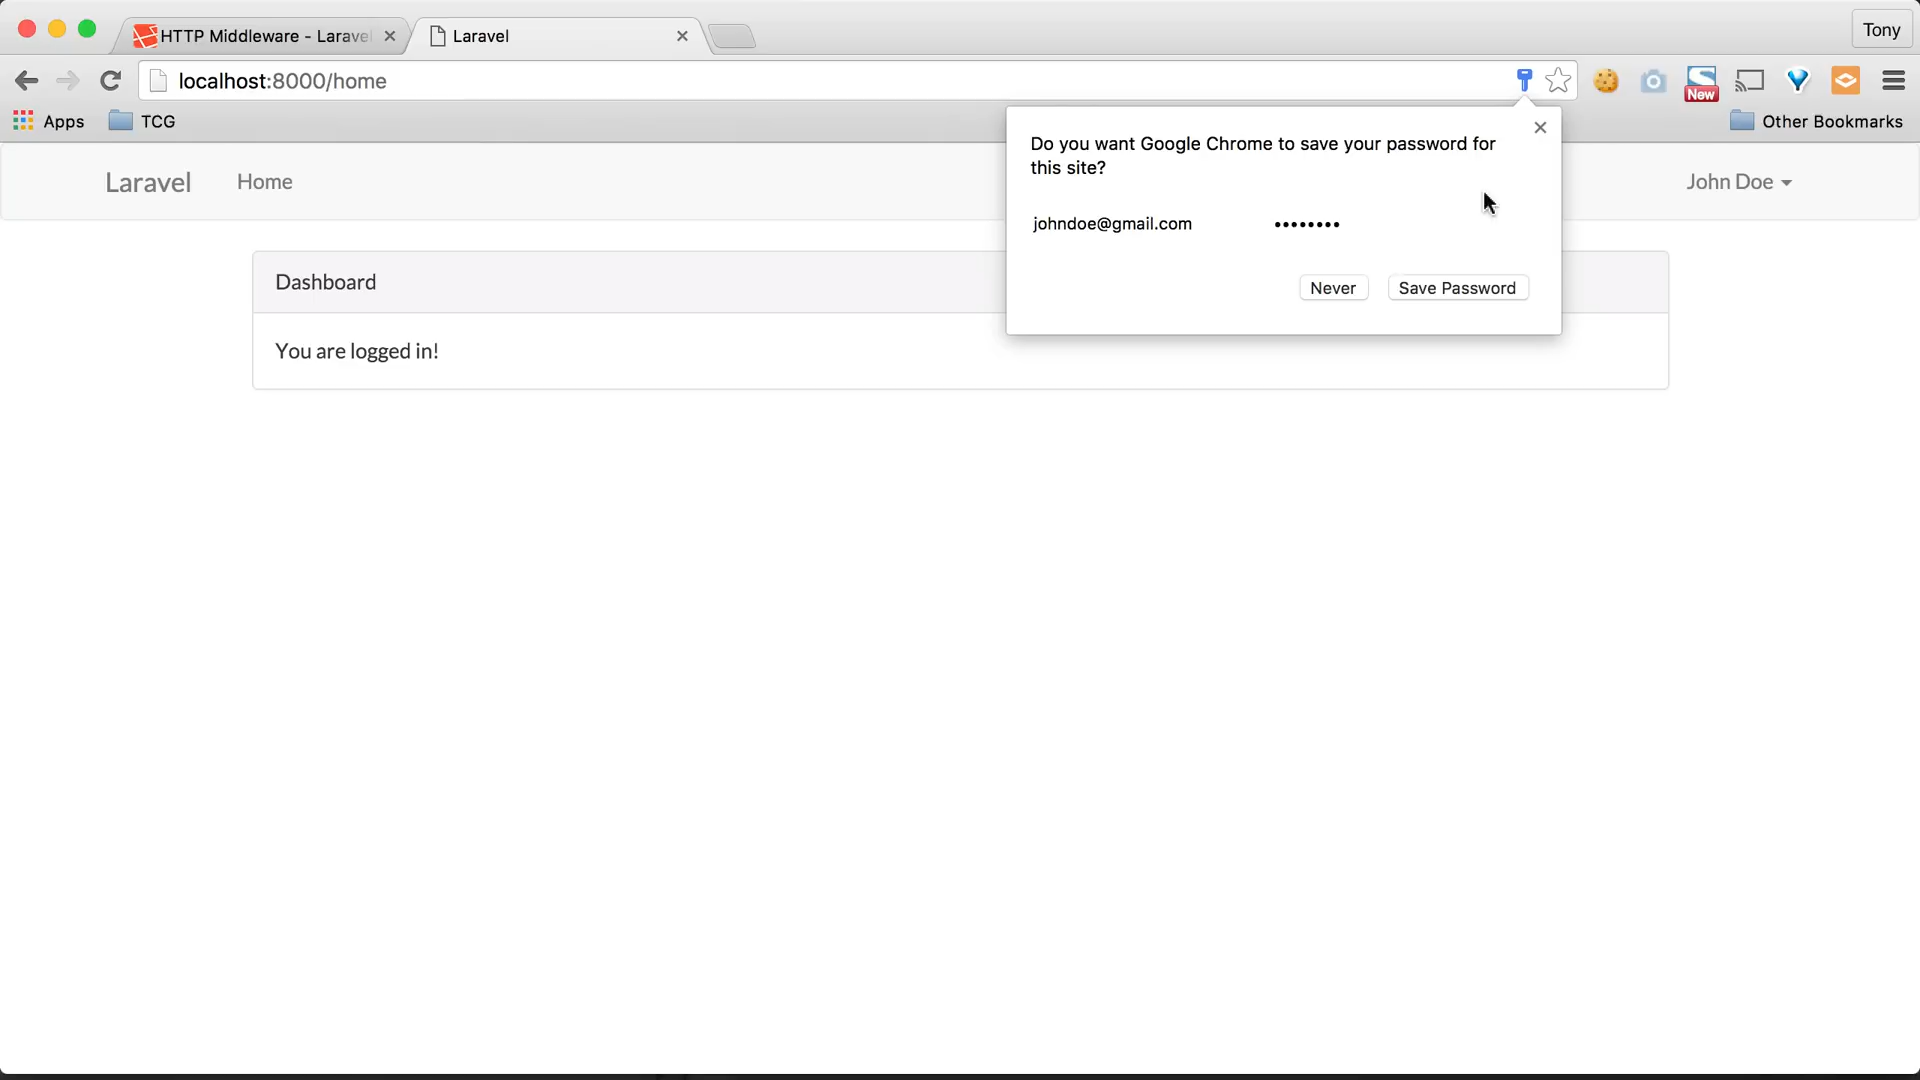 HTTP Middleware - Larave
Laravel
Tony
localhost:8000/home
New
Apps
TCG
Other Bookmarks
Do you want Google Chrome to save your password for
this site?
johndoe@gmail.com
••••••••
Never
Save Password
Laravel
Home
John Doe
Dashboard
You are logged in!